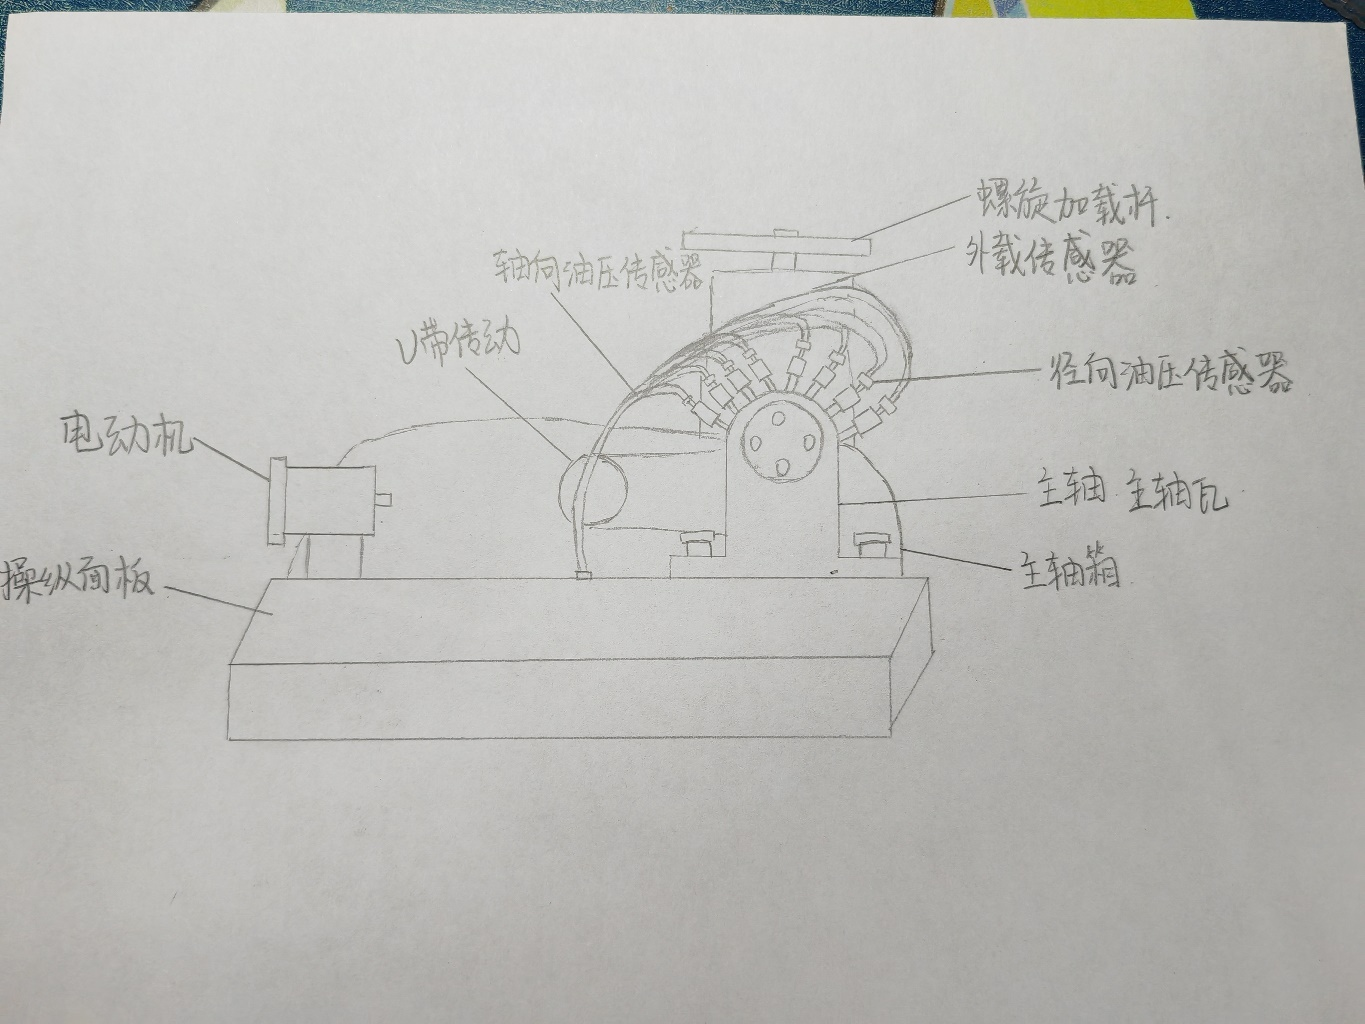 螺旋加载杆.
外载传感器
轴向油压传感器
U带传动
径向油压传感器
电动机
主轴 主轴瓦
操纵面板
主轴箱